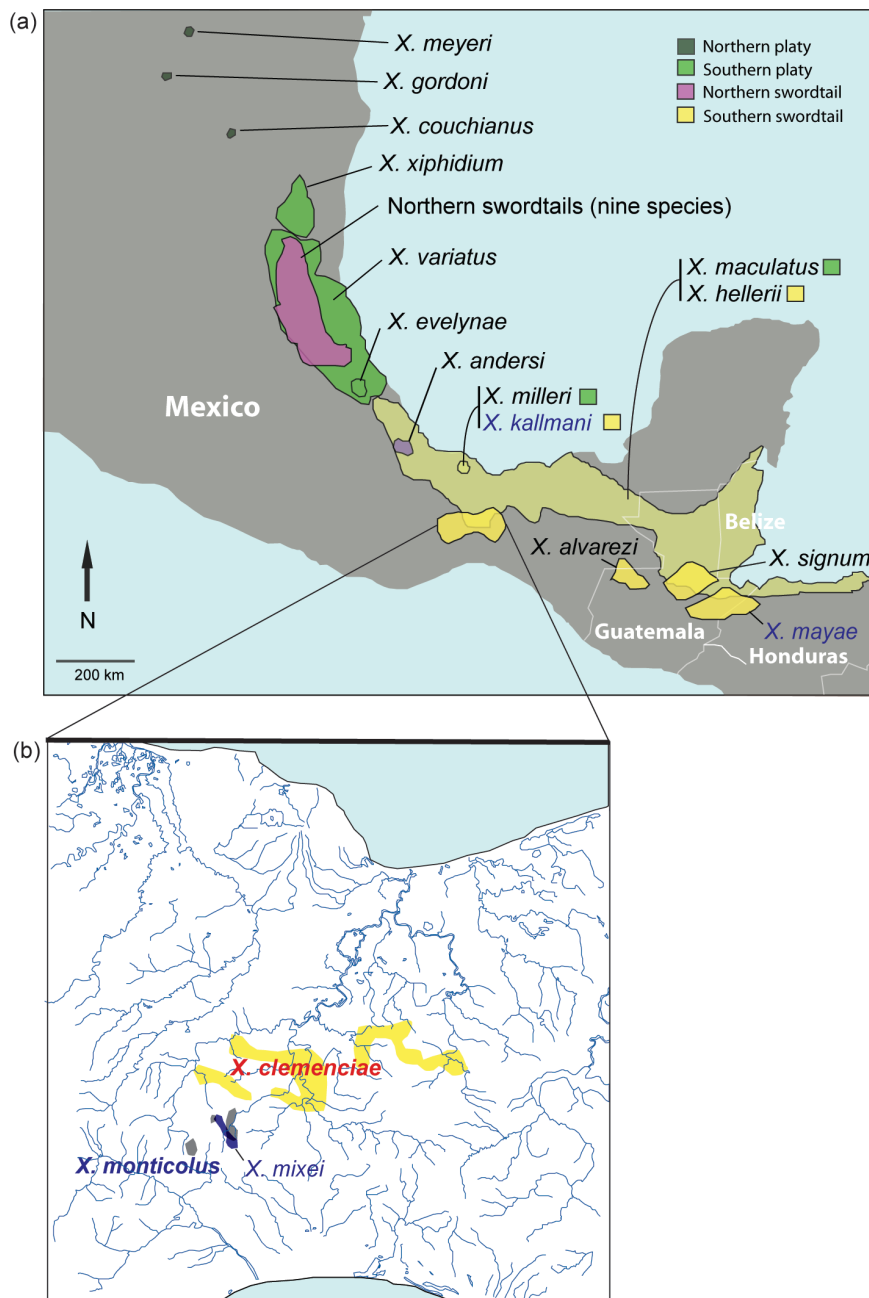 (a)
X. meyeri
X. gordoni
X. couchianus
X. xiphidium
Northern swordtails (nine species)
X. variatus
X. evelynae
X. andersi
X. milleri
X. kallmani
Northern platy
Southern platy
Northern swordtail
Southern swordtail
X. maculatus
X. hellerii
Mexico
Belize
X. alvarezi
X. signum
Guatemala
X. mayae
Honduras
N
200 km
(b)
X. clemenciae
X. monticolus
X. mixei